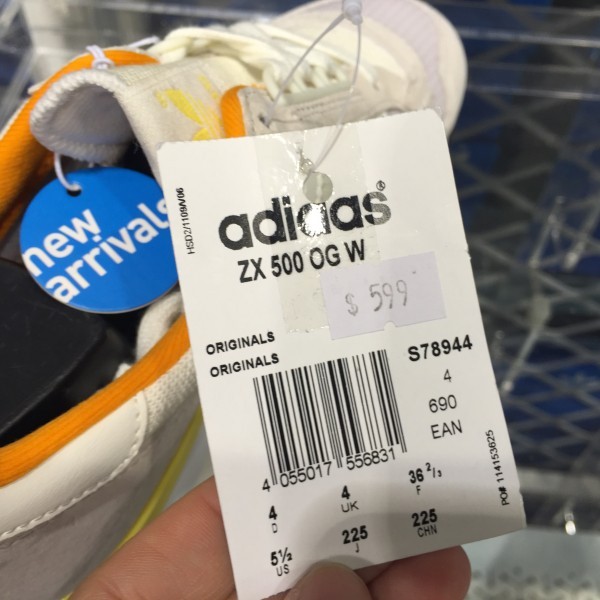 new
arrivals
HSD2/1109A/06
adidas®
ZX 500 OG W
$ 599
ORIGINALS
ORIGINALS
S78944
4
690
EAN
4 055017 556831
4
D
4
UK
36 2/3
F
5½
US
225
J
225
CHN
PO# 114153625